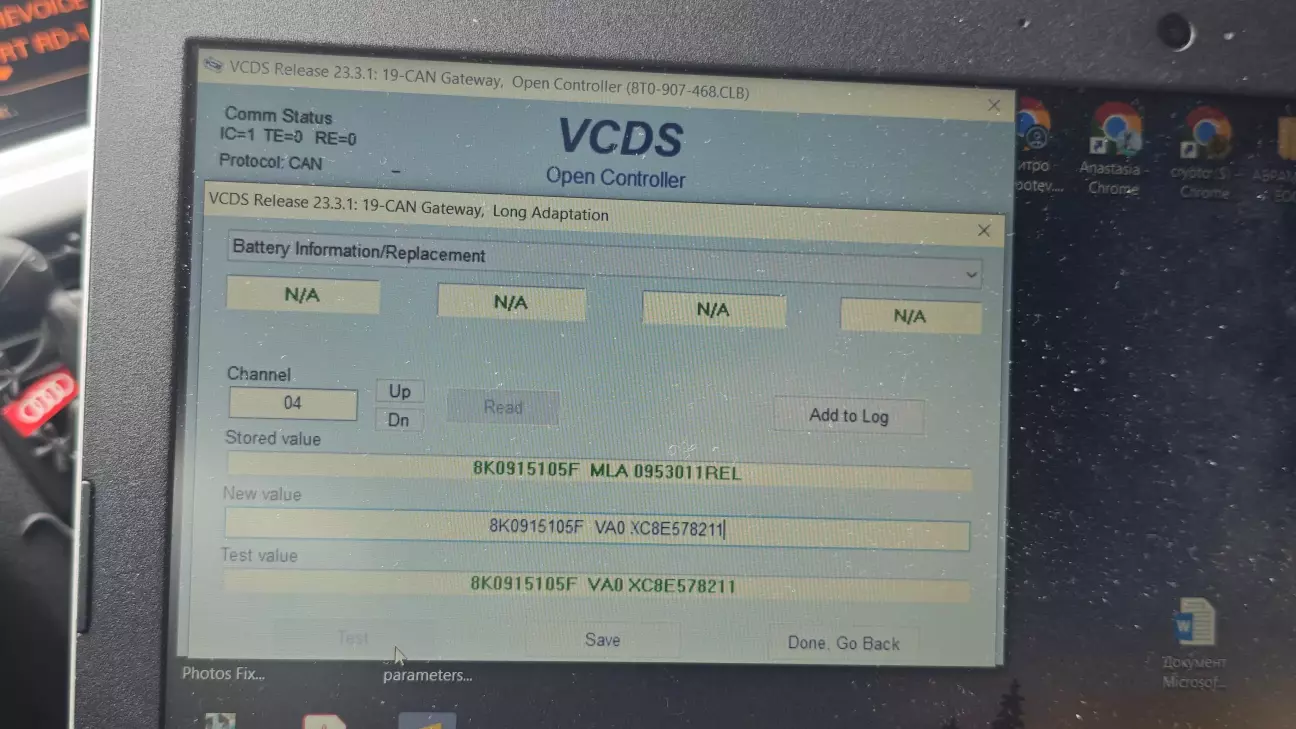 VCDS Release 23.3.1: 19-CAN Gateway, Open Controller (8T0-907-468.CLB)
Comm Status
IC=1 TE=0 RE=0
Protocol: CAN
VCDS
Open Controller
VCDS Release 23.3.1: 19-CAN Gateway, Long Adaptation
Battery Information/Replacement
N/A N/A N/A N/A
Channel
04
Up
Dn
Read
Add to Log
Stored value
8K0915105F MLA 0953011REL
New value
8K0915105F VA0 XC8E578211
Test value
8K0915105F VA0 XC8E578211
Test Save Done, Go Back
Photos Fix...
parameters...
Anastasia -
Chrome
Chrome
Документ
Microsof...